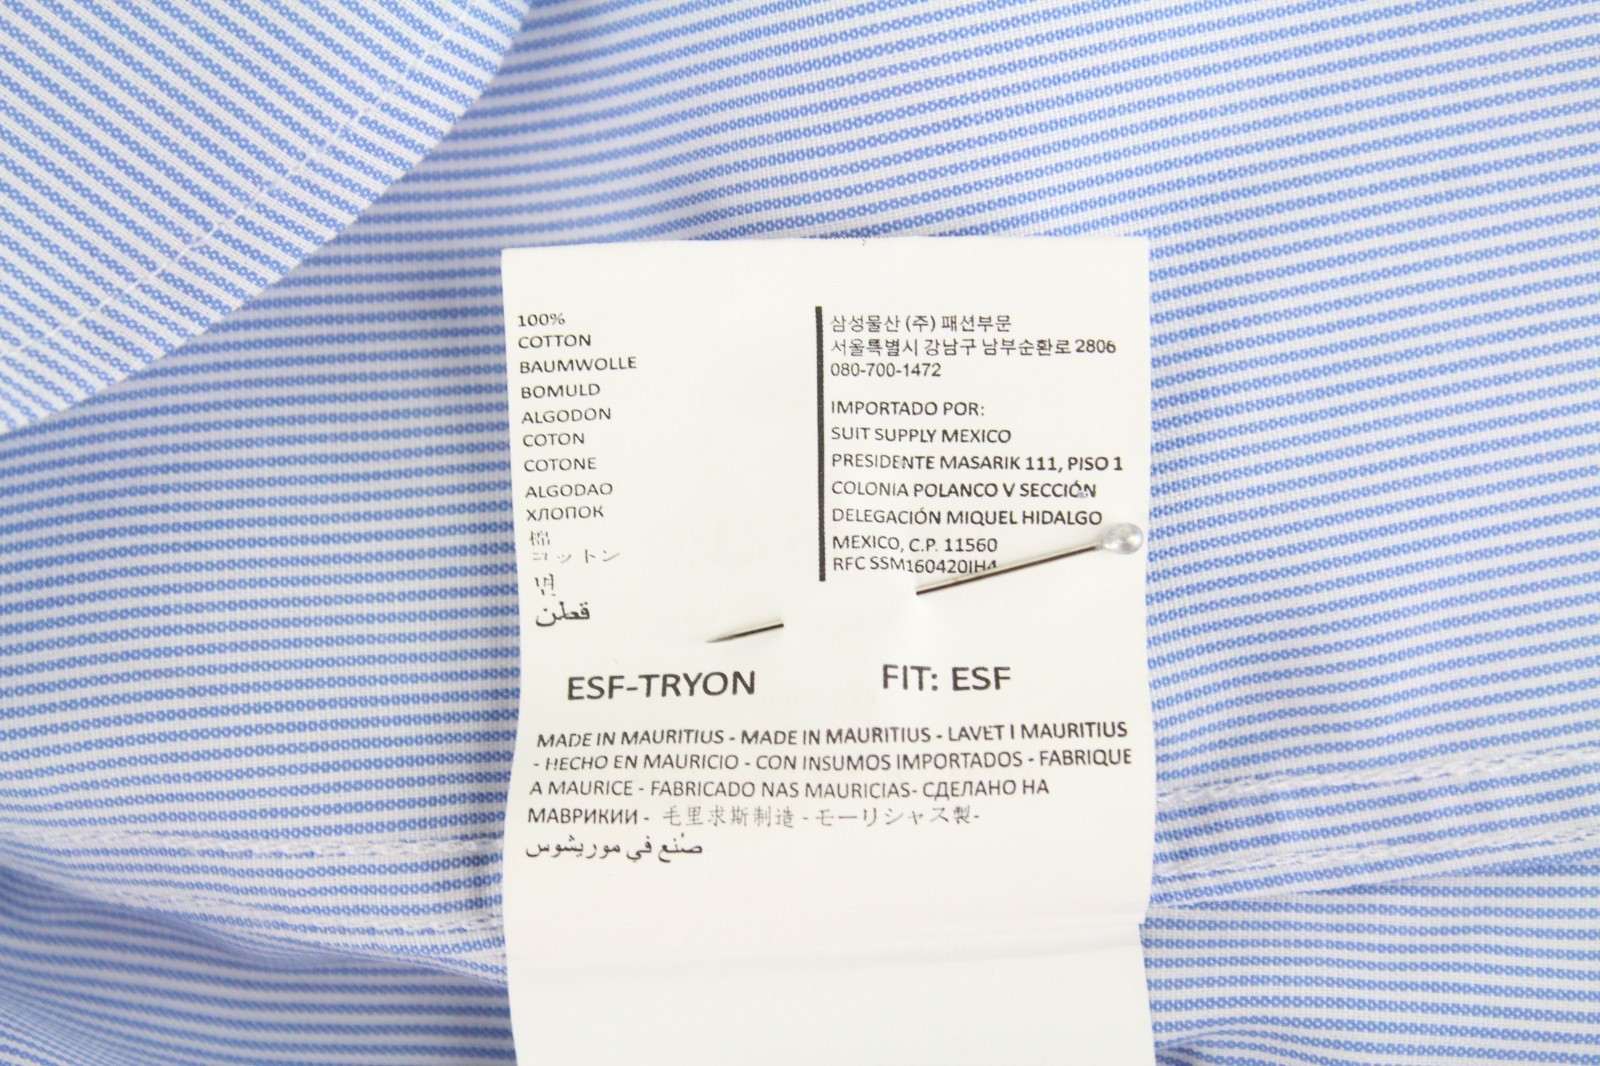 100%
COTTON
BAUMWOLLE
BOMULD
ALGODON
COTON
COTONE
ALGODAO
ХЛОПОК
棉
コットン
면
قطن
삼성물산 (주) 패션부문
서울특별시 강남구 남부순환로 2806
080-700-1472
IMPORTADO POR:
SUIT SUPPLY MEXICO
PRESIDENTE MASARIK 111, PISO 1
COLONIA POLANCO V SECCIÓN
DELEGACIÓN MIQUEL HIDALGO
MEXICO, C.P. 11560
RFC SSM160420IH4
ESF-TRYON
FIT: ESF
MADE IN MAURITIUS - MADE IN MAURITIUS - LAVET I MAURITIUS
- HECHO EN MAURICIO - CON INSUMOS IMPORTADOS - FABRIQUE
A MAURICE - FABRICADO NAS MAURICIAS- СДЕЛАНО НА
МАВРИКИИ - 毛里求斯制造 - モーリシャス製-
صُنع في موريشوس